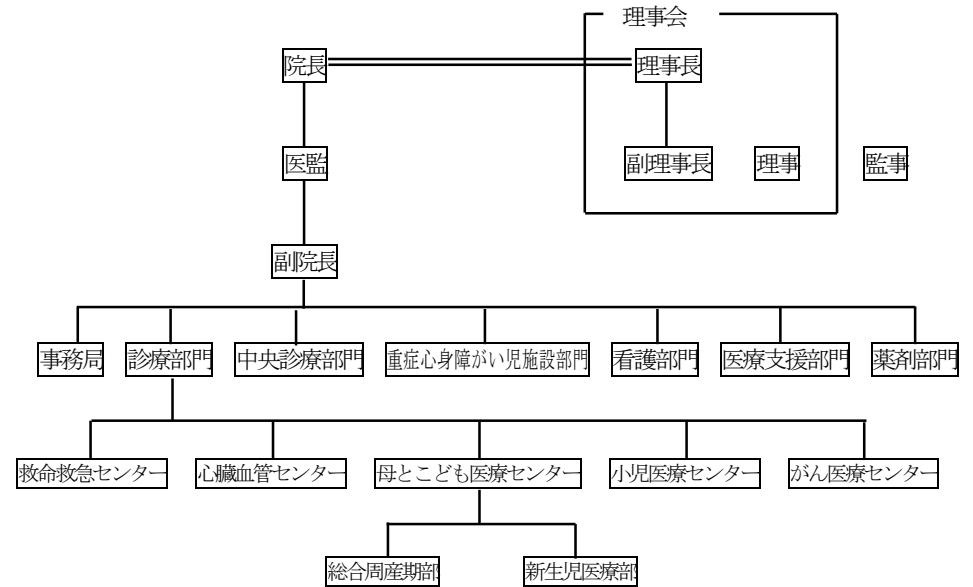 理事会
院長
理事長
医監
副理事長
理事
監事
副院長
事務局
診療部門
中央診療部門
重症心身障がい児施設部門
看護部門
医療支援部門
薬剤部門
救命救急センター
心臓血管センター
母とこども医療センター
小児医療センター
がん医療センター
総合周産期部
新生児医療部